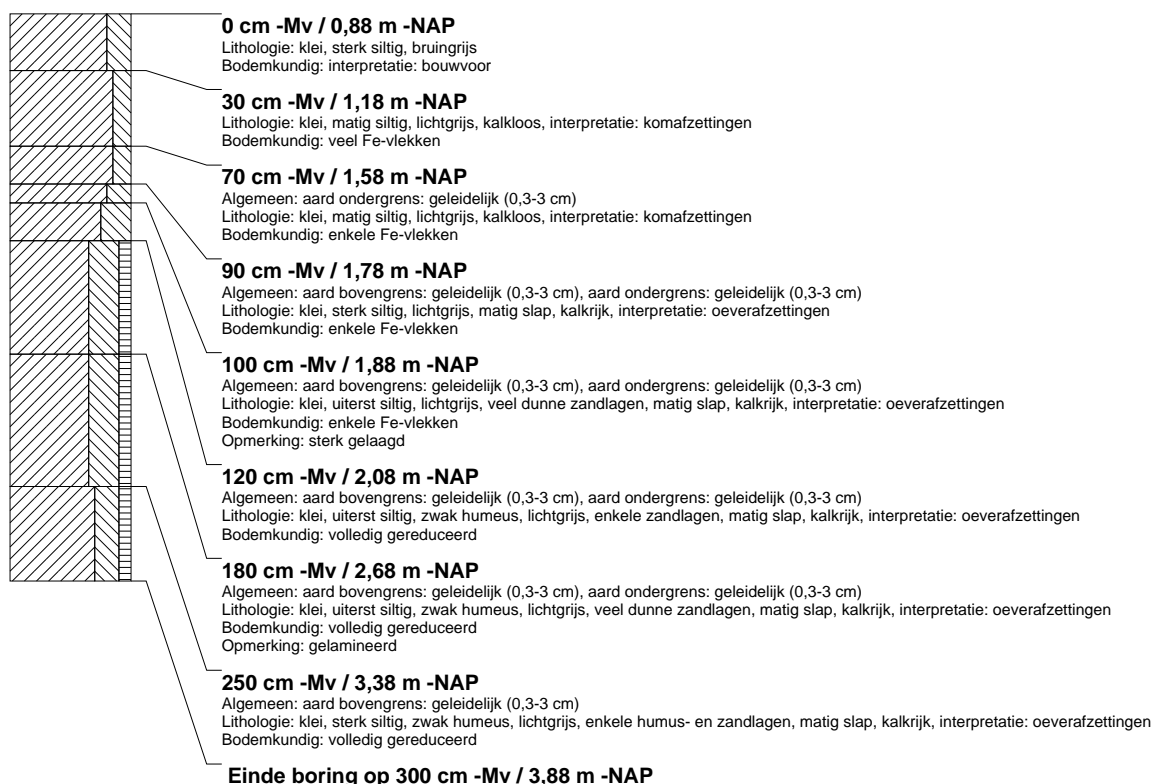 0 cm -Mv / 0,88 m -NAP
Lithologie: klei, sterk siltig, bruingrijs
Bodemkundig: interpretatie: bouwvoor
30 cm -Mv / 1,18 m -NAP
Lithologie: klei, matig siltig, lichtgrijs, kalkloos, interpretatie: komafzettingen
Bodemkundig: veel Fe-vlekken
70 cm -Mv / 1,58 m -NAP
Algemeen: aard ondergrens: geleidelijk (0,3-3 cm)
Lithologie: klei, matig siltig, lichtgrijs, kalkloos, interpretatie: komafzettingen
Bodemkundig: enkele Fe-vlekken
90 cm -Mv / 1,78 m -NAP
Algemeen: aard bovengrens: geleidelijk (0,3-3 cm), aard ondergrens: geleidelijk (0,3-3 cm)
Lithologie: klei, sterk siltig, lichtgrijs, matig slap, kalkrijk, interpretatie: oeverafzettingen
Bodemkundig: enkele Fe-vlekken
100 cm -Mv / 1,88 m -NAP
Algemeen: aard bovengrens: geleidelijk (0,3-3 cm), aard ondergrens: geleidelijk (0,3-3 cm)
Lithologie: klei, uiterst siltig, lichtgrijs, veel dunne zandlagen, matig slap, kalkrijk, interpretatie: oeverafzettingen
Bodemkundig: enkele Fe-vlekken
Opmerking: sterk gelaagd
120 cm -Mv / 2,08 m -NAP
Algemeen: aard bovengrens: geleidelijk (0,3-3 cm), aard ondergrens: geleidelijk (0,3-3 cm)
Lithologie: klei, uiterst siltig, zwak humeus, lichtgrijs, enkele zandlagen, matig slap, kalkrijk, interpretatie: oeverafzettingen
Bodemkundig: volledig gereduceerd
180 cm -Mv / 2,68 m -NAP
Algemeen: aard bovengrens: geleidelijk (0,3-3 cm), aard ondergrens: geleidelijk (0,3-3 cm)
Lithologie: klei, uiterst siltig, zwak humeus, lichtgrijs, veel dunne zandlagen, matig slap, kalkrijk, interpretatie: oeverafzettingen
Bodemkundig: volledig gereduceerd
Opmerking: gelamineerd
250 cm -Mv / 3,38 m -NAP
Algemeen: aard bovengrens: geleidelijk (0,3-3 cm)
Lithologie: klei, sterk siltig, zwak humeus, lichtgrijs, enkele humus- en zandlagen, matig slap, kalkrijk, interpretatie: oeverafzettingen
Bodemkundig: volledig gereduceerd
Einde boring op 300 cm -Mv / 3,88 m -NAP